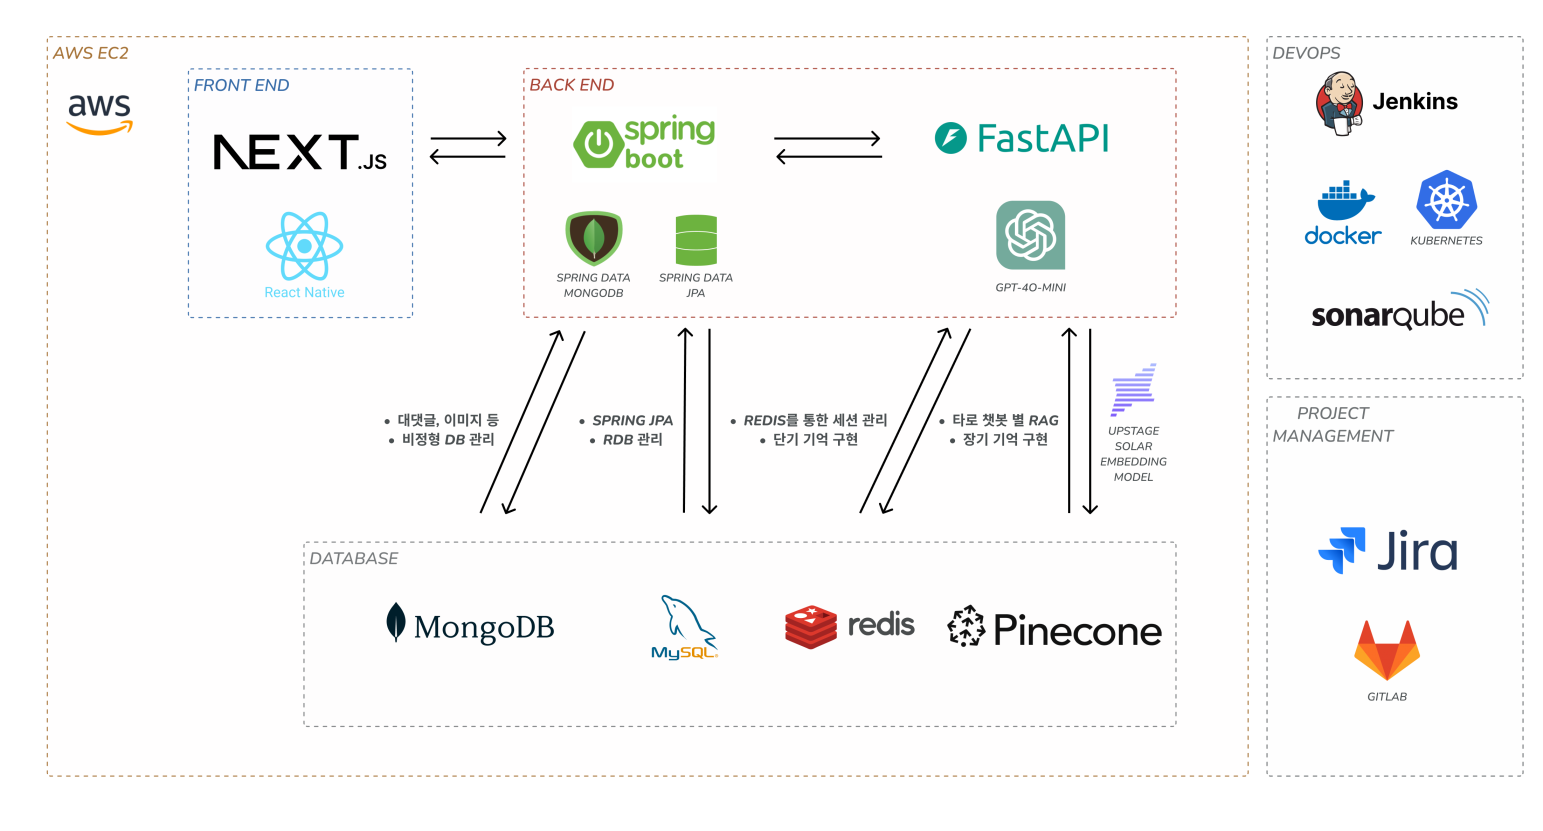 AWS EC2
aws
FRONT END
NEXT.JS
React Native
BACK END
spring
boot
FastAPI
SPRING DATA
MONGODB
SPRING DATA
JPA
GPT-4O-MINI
• 대댓글, 이미지 등
• 비정형 DB 관리
• SPRING JPA
• RDB 관리
• REDIS를 통한 세션 관리
• 단기 기억 구현
• 타로 챗봇 별 RAG
• 장기 기억 구현
UPSTAGE
SOLAR
EMBEDDING
MODEL
DATABASE
MongoDB
MySQL
redis
Pinecone
DEVOPS
Jenkins
docker
KUBERNETES
sonarqube
PROJECT
MANAGEMENT
Jira
GITLAB